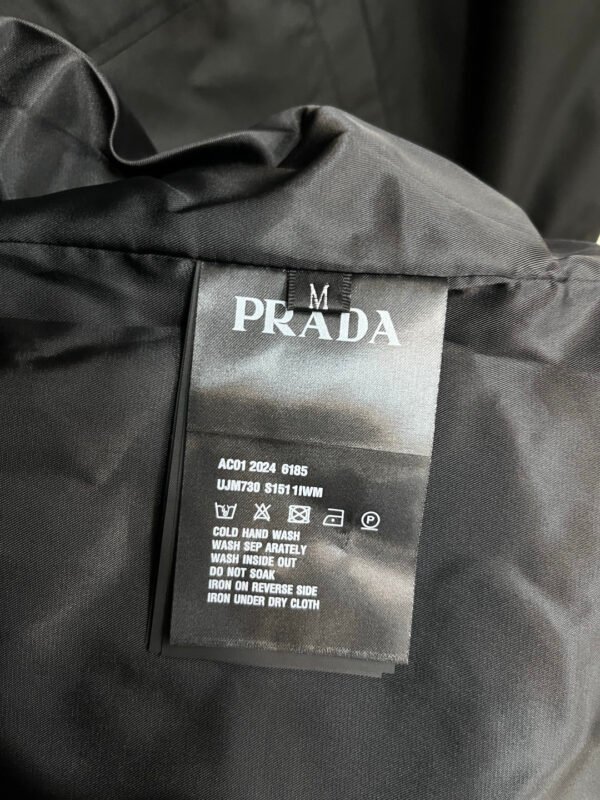 M
PRADA
AC01 2024 6185
UJM730 S1511IWM
P
COLD HAND WASH
WASH SEP ARATELY
WASH INSIDE OUT
DO NOT SOAK
IRON ON REVERSE SIDE
IRON UNDER DRY CLOTH